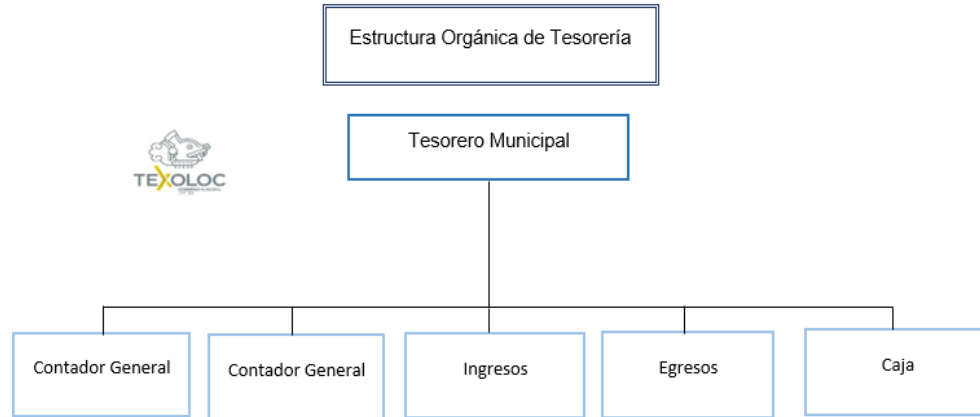 Estructura Orgánica de Tesorería
Tesorero Municipal
TEXOLOC
Contador General
Contador General
Ingresos
Egresos
Caja